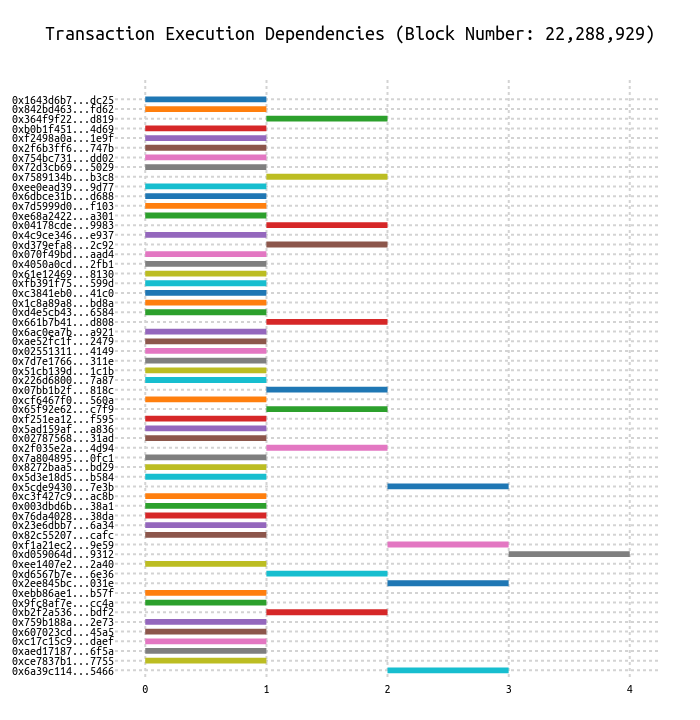 Transaction Execution Dependencies (Block Number: 22,288,929)
0x1643d6b7...dc25
0x842bd463...fd62
0x364f9f22...d819
0xb0b1f451...4d69
0xf2498a0a...1e9f
0x2f6b3ff6...747b
0x754bc731...dd02
0x72d3cb69...5029
0x7589134b...b3c8
0xee0ead39...9d77
0x6dbce31b...d688
0x7d5999d0...f103
0xe68a2422...a301
0x04178cde...9983
0x4c9ce346...e937
0xd379efa8...2c92
0x070f49bd...aad4
0x4050a0cd...2fb1
0x61e12469...8130
0xfb391f75...599d
0xc3841eb0...41c0
0x1c8a89a8...bd8a
0xd4e5cb43...6584
0x661b7b41...d808
0x6ac0ea7b...a921
0xae52fc1f...2479
0x02551311...4149
0x7d7e1766...311e
0x51cb139d...1c1b
0x226d6800...7a87
0x07bb1b2f...818c
0xcf6467f0...560a
0x65f92e62...c7f9
0xf251ea12...f595
0x5ad159af...a836
0x02787568...31ad
0x2f035e2a...4d94
0x7a804895...0fc1
0x8272baa5...bd29
0x5d3e18d5...b584
0x5cde9430...7e3b
0xc3f427c9...ac8b
0x003dbd6b...38a1
0x76da4028...38da
0x23e6dbb7...6a34
0x82c55207...cafc
0xf1a21ec2...9e59
0xd059064d...9312
0xee1407e2...2a40
0xd6567b7e...6e36
0x2ee845bc...031e
0xebb86ae1...b57f
0x9fc8af7e...cc4a
0xb2f2a536...bdf2
0x759b188a...2e73
0x607023cd...45a5
0xc17c15c9...daef
0xaed17187...6f5a
0xce7837b1...7755
0x6a39c114...5466
0 1 2 3 4